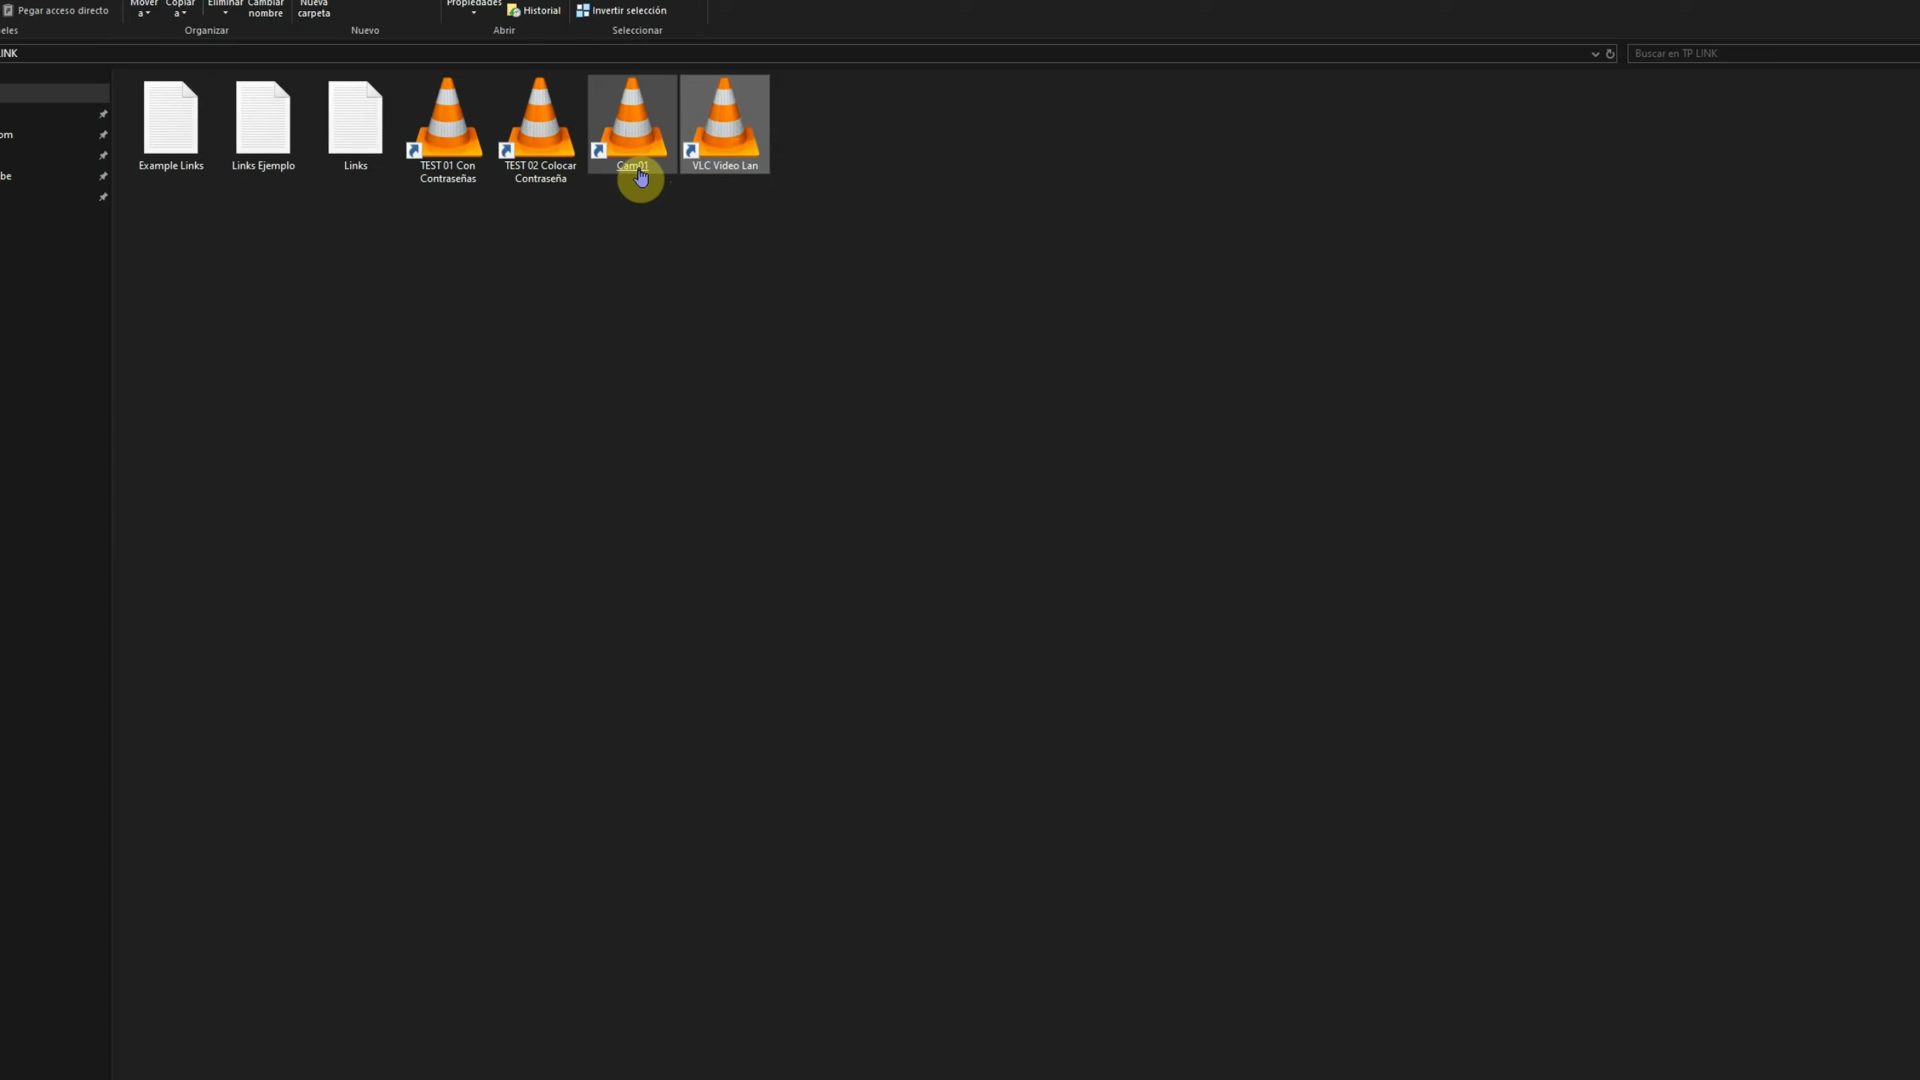 Pegar acceso directo
Mover
a
Copiar
a
Eliminar
Cambiar
nombre
Nueva
carpeta
Propiedades
Historial
Invertir selección
eles
Organizar
Nuevo
Abrir
Seleccionar
INK
Buscar en TP LINK
om
be
Example Links
Links Ejemplo
Links
TEST 01 Con
Contraseñas
TEST 02 Colocar
Contraseña
Cam01
VLC Video Lan